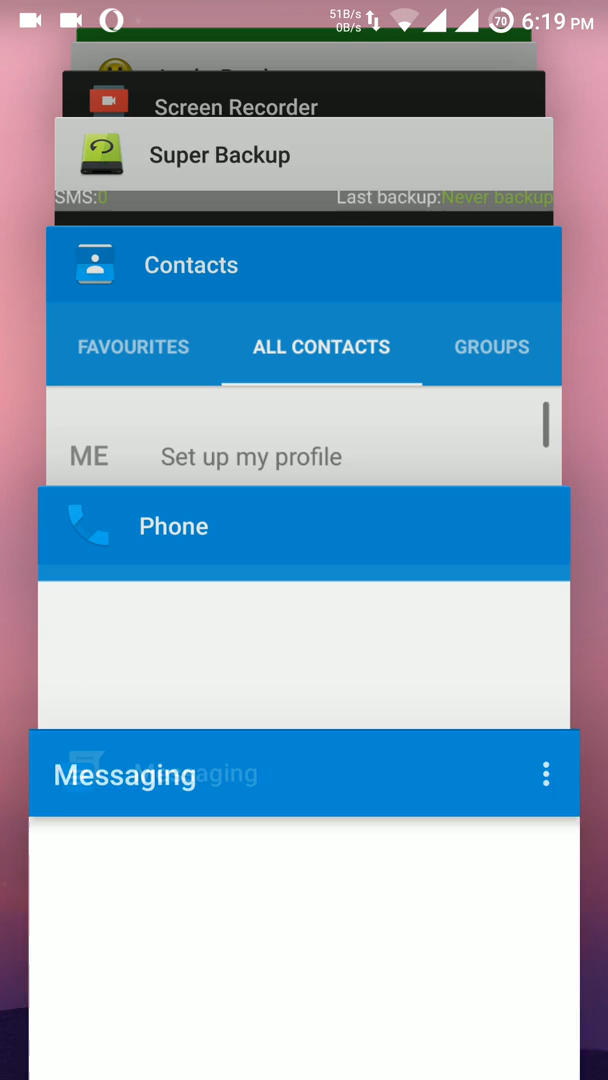 51B/s
0B/s
70
6:19 PM
Screen Recorder
Super Backup
SMS:0
Last backup:Never backup
Contacts
FAVOURITES
ALL CONTACTS
GROUPS
ME
Set up my profile
Phone
Messaging
Messaging